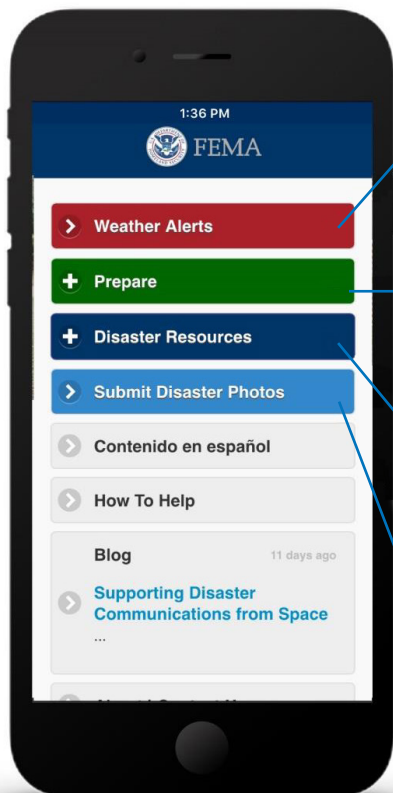 1:36 PM
FEMA
Weather Alerts
Prepare
Disaster Resources
Submit Disaster Photos
Contenido en español
How To Help
Blog 11 days ago
Supporting Disaster
Communications from Space
...